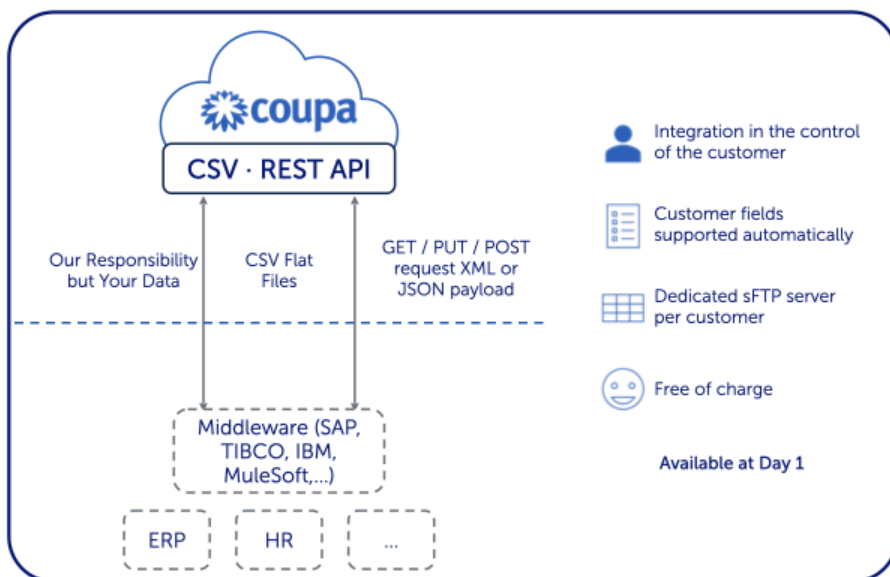 coupa
CSV · REST API
Our Responsibility
but Your Data
CSV Flat
Files
GET / PUT / POST
request XML or
JSON payload
Middleware (SAP,
TIBCO, IBM,
MuleSoft,...)
ERP
HR
...
Integration in the control
of the customer
Customer fields
supported automatically
Dedicated sFTP server
per customer
Free of charge
Available at Day 1